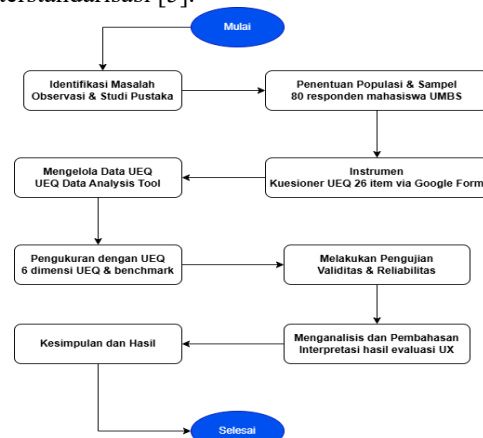 terstandarisasi [5].
Mulai
Identifikasi Masalah
Observasi & Studi Pustaka
Penentuan Populasi & Sampel
80 responden mahasiswa UMBS
Instrumen
Kuesioner UEQ 26 item via Google Form
Mengelola Data UEQ
UEQ Data Analysis Tool
Pengukuran dengan UEQ
6 dimensi UEQ & benchmark
Melakukan Pengujian
Validitas & Reliabilitas
Menganalisis dan Pembahasan
Interpretasi hasil evaluasi UX
Kesimpulan dan Hasil
Selesai